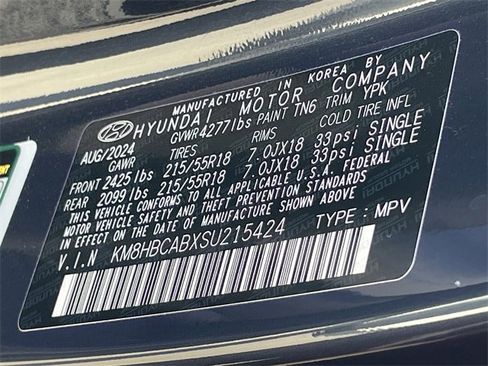 MANUFACTURED IN KOREA BY
HYUNDAI MOTOR COMPANY
AUG/2024 GVWR 4277 lbs PAINT TN6 TRIM YPK
GAWR TIRES RIMS COLD TIRE INFL
FRONT 2425 lbs 215/55R18 7.0JX18 33psi SINGLE
REAR 2099 lbs 215/55R18 7.0JX18 33psi SINGLE
THIS VEHICLE CONFORMS TO ALL APPLICABLE U.S.A. FEDERAL
MOTOR VEHICLE SAFETY AND THEFT PREVENTION STANDARDS
IN EFFECT ON THE DATE OF MANUFACTURE SHOWN ABOVE.
V.I.N KM8HBCABXSU215424 TYPE : MPV